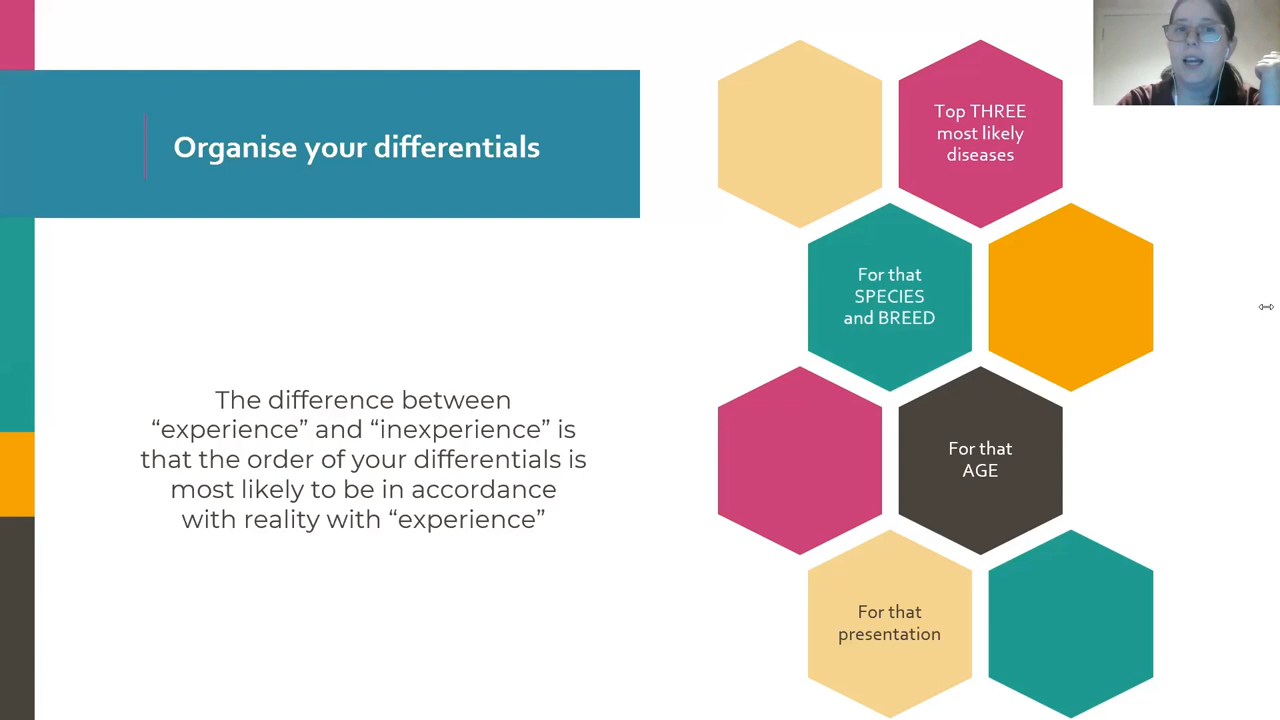 Organise your differentials
The difference between
“experience” and “inexperience” is
that the order of your differentials is
most likely to be in accordance
with reality with “experience”
Top THREE
most likely
diseases
For that
SPECIES
and BREED
For that
AGE
For that
presentation